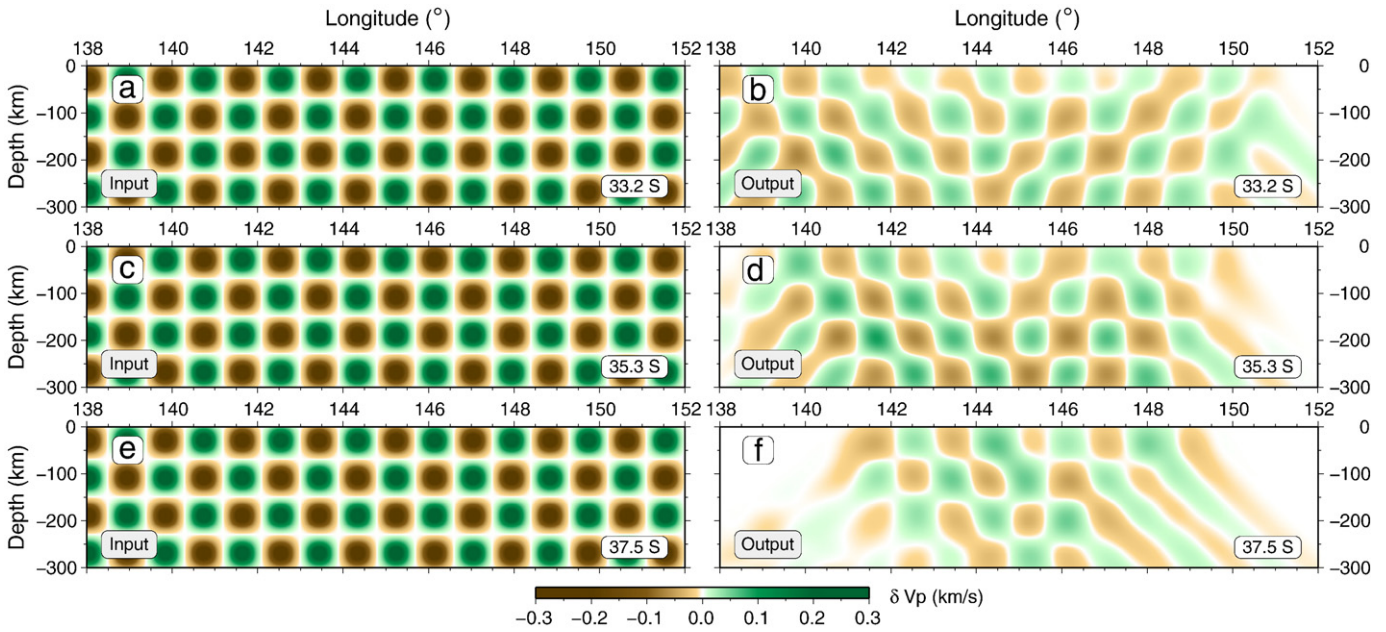 Longitude (°) Longitude (°)
138 140 142 144 146 148 150 152 138 140 142 144 146 148 150 152
0 a b 0
−100 −100
Depth (km)
−200 −200
Input 33.2 S Output 33.2 S
−300 −300
138 140 142 144 146 148 150 152 138 140 142 144 146 148 150 152
0 c d 0
−100 −100
Depth (km)
−200 −200
Input 35.3 S Output 35.3 S
−300 −300
138 140 142 144 146 148 150 152 138 140 142 144 146 148 150 152
0 e f 0
−100 −100
Depth (km)
−200 −200
Input 37.5 S Output 37.5 S
−300 −300
δ Vp (km/s)
−0.3 −0.2 −0.1 0.0 0.1 0.2 0.3